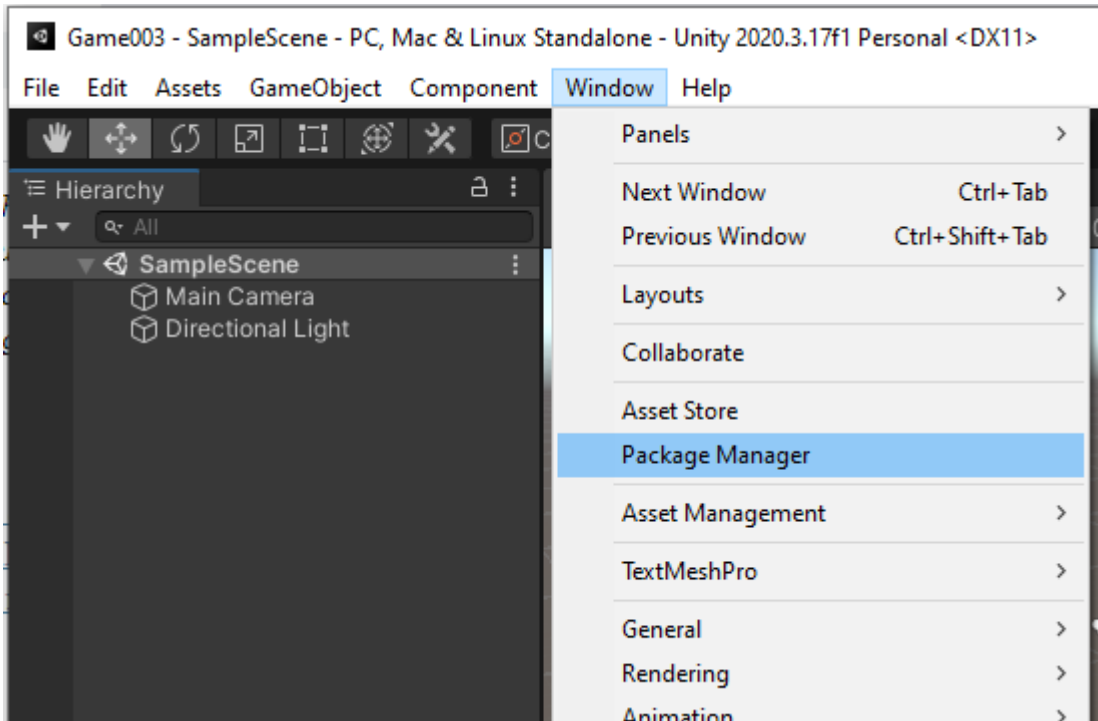 Game003 - SampleScene - PC, Mac & Linux Standalone - Unity 2020.3.17f1 Personal <DX11>
File Edit Assets GameObject Component Window Help
C
Hierarchy
All
SampleScene
Main Camera
Directional Light
Panels
Next Window Ctrl+Tab
Previous Window Ctrl+Shift+Tab
Layouts
Collaborate
Asset Store
Package Manager
Asset Management
TextMeshPro
General
Rendering
Animation